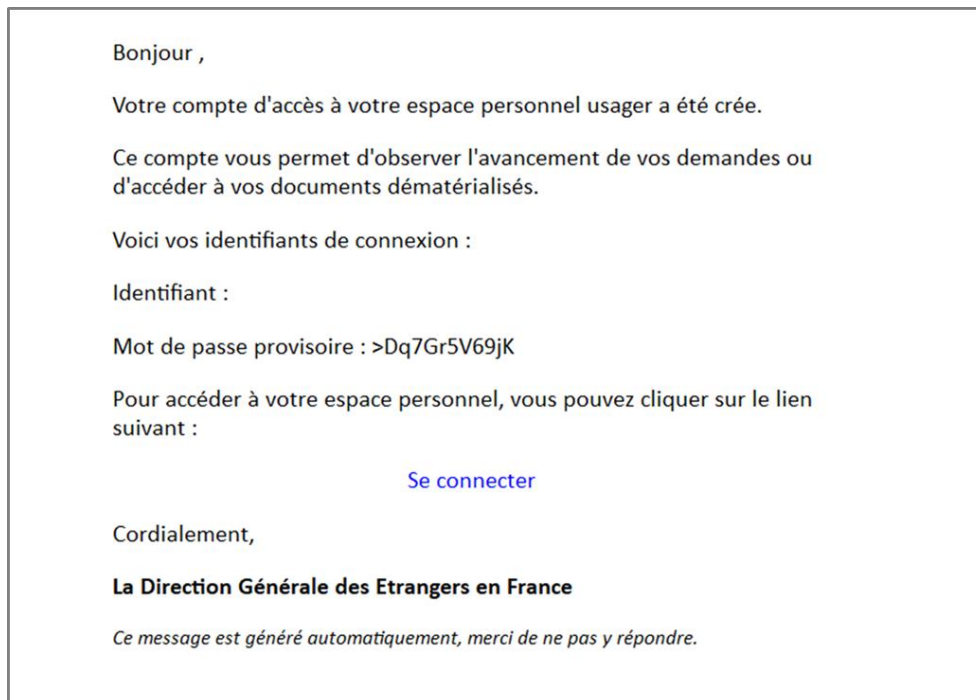 Bonjour ,
Votre compte d'accès à votre espace personnel usager a été crée.
Ce compte vous permet d'observer l'avancement de vos demandes ou
d'accéder à vos documents dématérialisés.
Voici vos identifiants de connexion :
Identifiant :
Mot de passe provisoire : >Dq7Gr5V69jK
Pour accéder à votre espace personnel, vous pouvez cliquer sur le lien
suivant :
Se connecter
Cordialement,
La Direction Générale des Etrangers en France
Ce message est généré automatiquement, merci de ne pas y répondre.